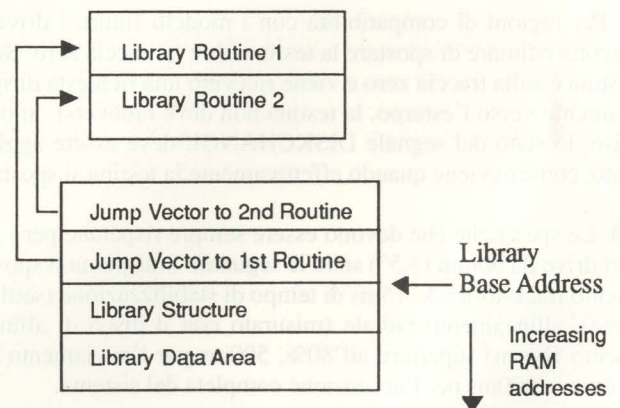 Library Routine 1
Library Routine 2
Jump Vector to 2nd Routine
Jump Vector to 1st Routine
Library Structure
Library Data Area
Library
Base Address
Increasing
RAM
addresses